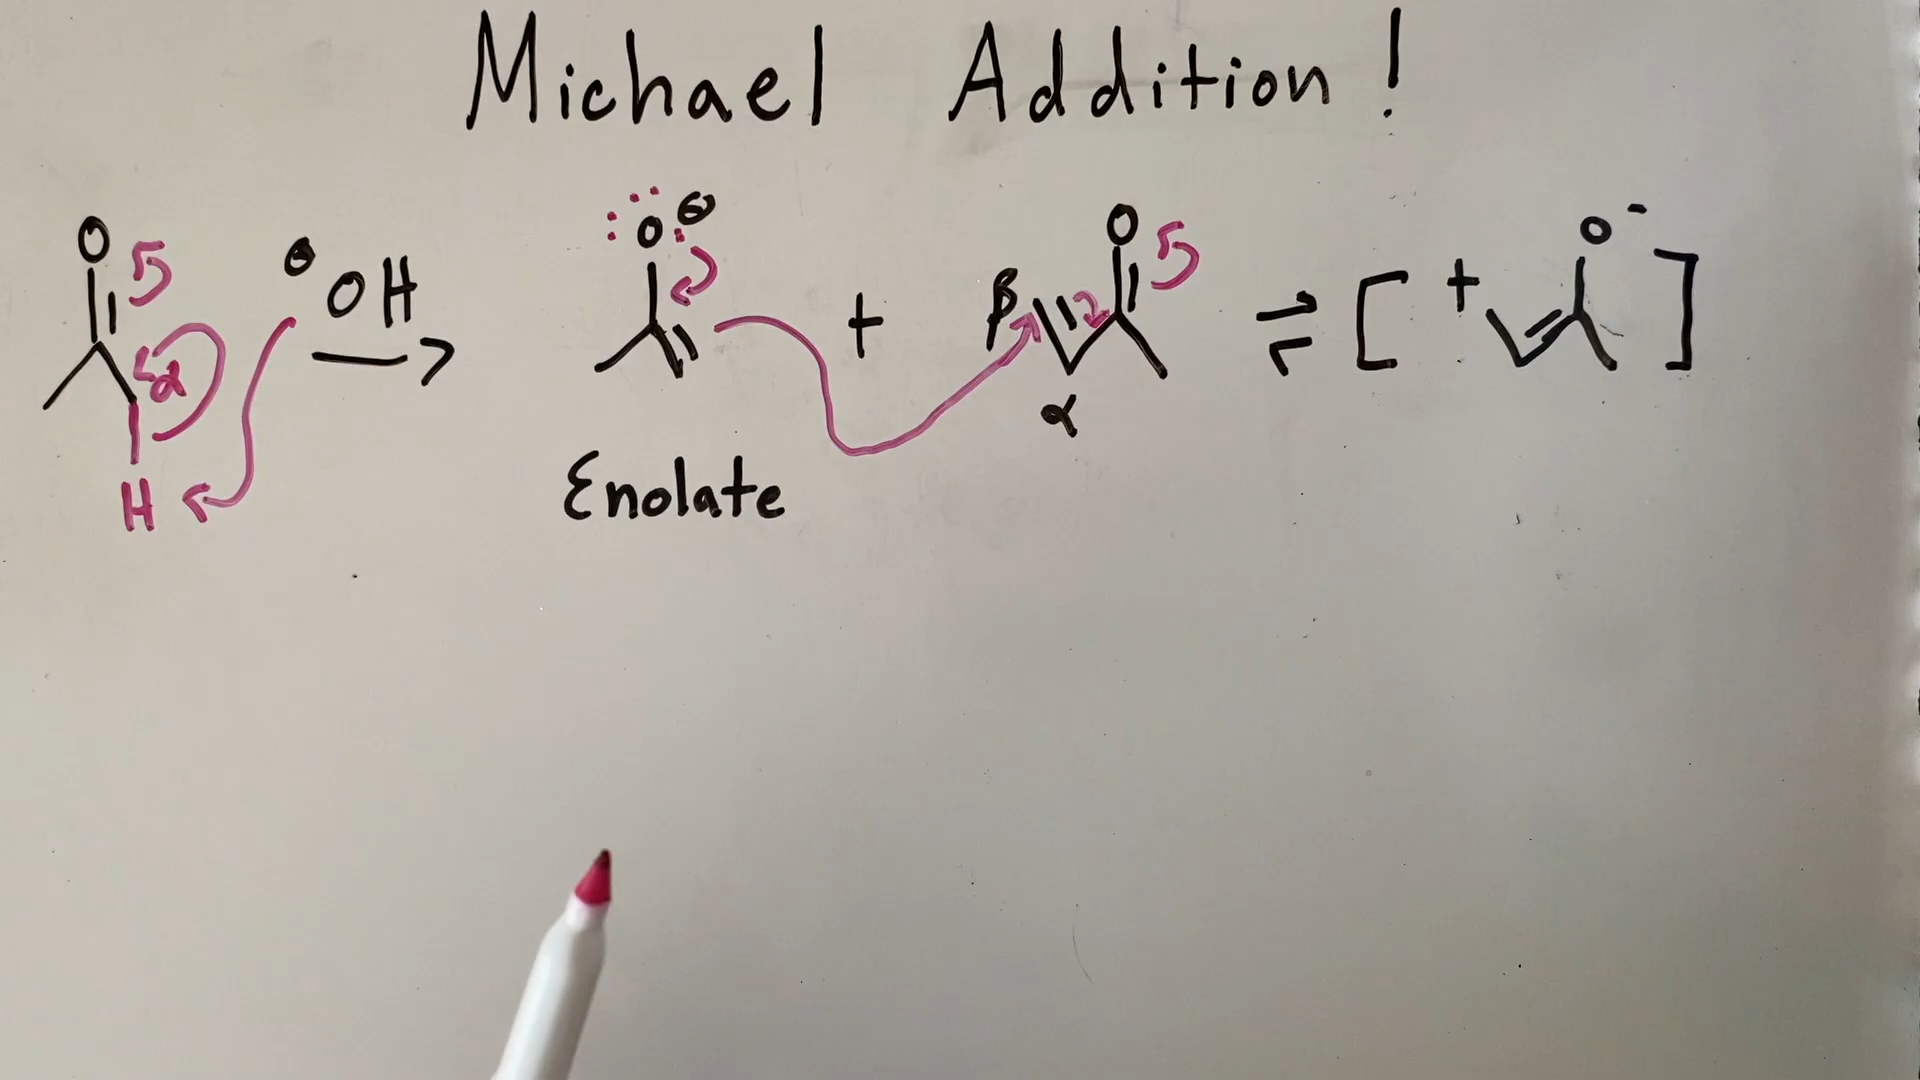 Michael Addition!
O ⊖OH O⊖ + β O α ⇌ [ + O⁻ ]
α
H
Enolate